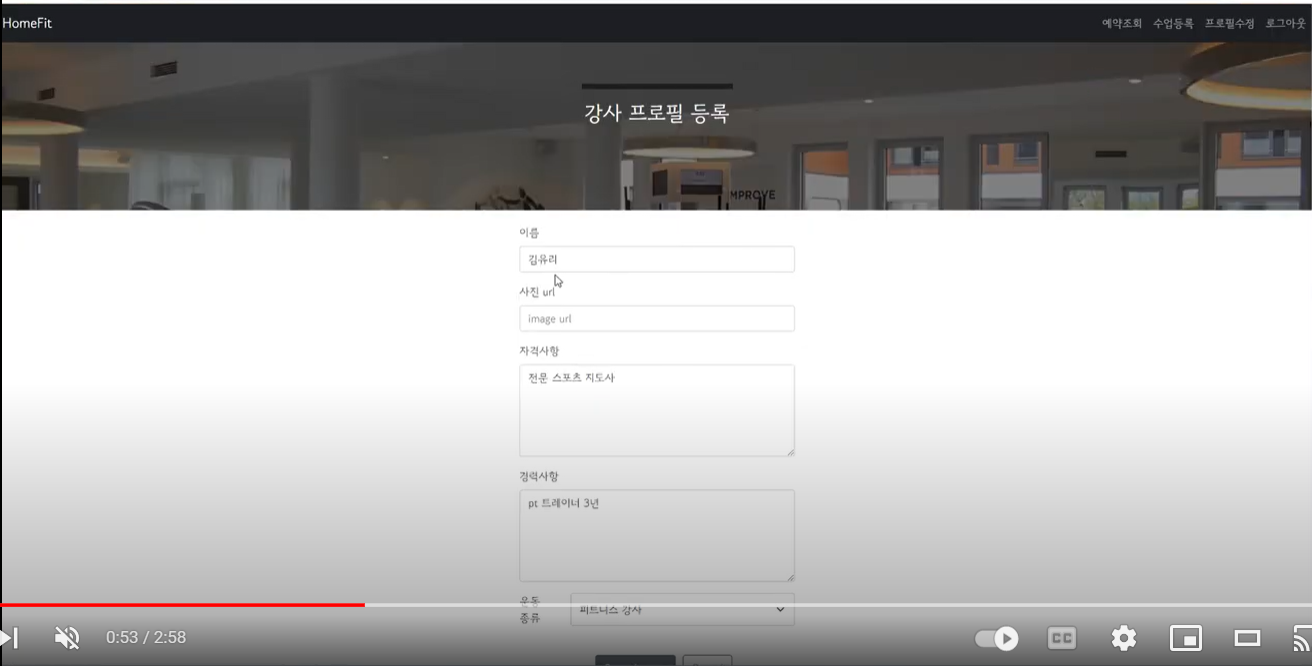 HomeFit
예약조회 수업등록 프로필수정 로그아웃
강사 프로필 등록
MPROVE
이름
김유리
사진 url
image url
자격사항
전문 스포츠 지도사
경력사항
pt 트레이너 3년
운동
종류
피트니스 강사
0:53 / 2:58
CC